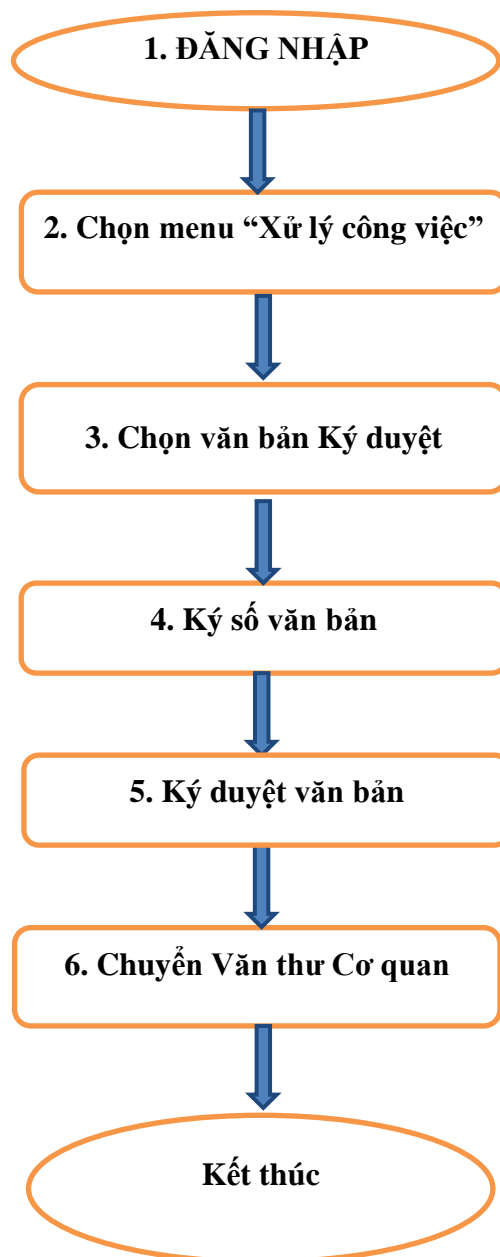 1. ĐĂNG NHẬP
2. Chọn menu “Xử lý công việc”
3. Chọn văn bản Ký duyệt
4. Ký số văn bản
5. Ký duyệt văn bản
6. Chuyển Văn thư Cơ quan
Kết thúc